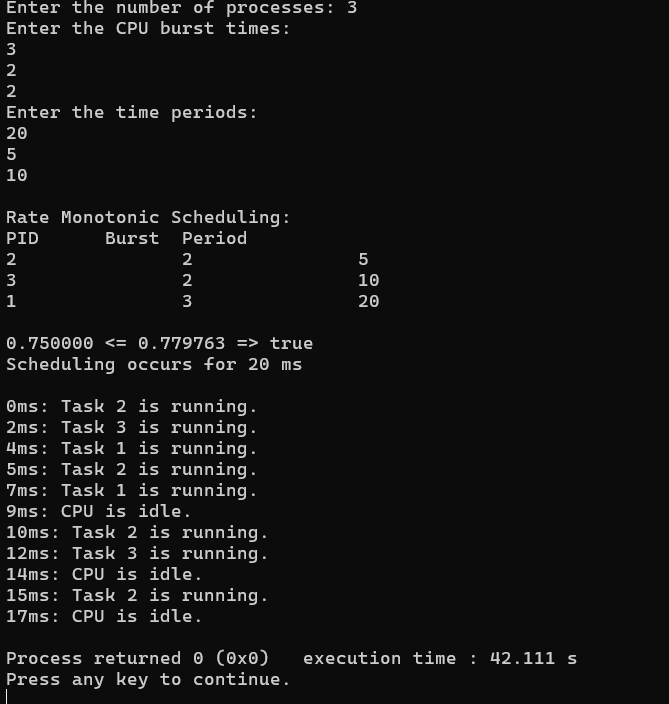 Enter the number of processes: 3
Enter the CPU burst times:
3
2
2
Enter the time periods:
20
5
10
Rate Monotonic Scheduling:
PID Burst Period
2 2 5
3 2 10
1 3 20
0.750000 <= 0.779763 => true
Scheduling occurs for 20 ms
0ms: Task 2 is running.
2ms: Task 3 is running.
4ms: Task 1 is running.
5ms: Task 2 is running.
7ms: Task 1 is running.
9ms: CPU is idle.
10ms: Task 2 is running.
12ms: Task 3 is running.
14ms: CPU is idle.
15ms: Task 2 is running.
17ms: CPU is idle.
Process returned 0 (0x0) execution time : 42.111 s
Press any key to continue.